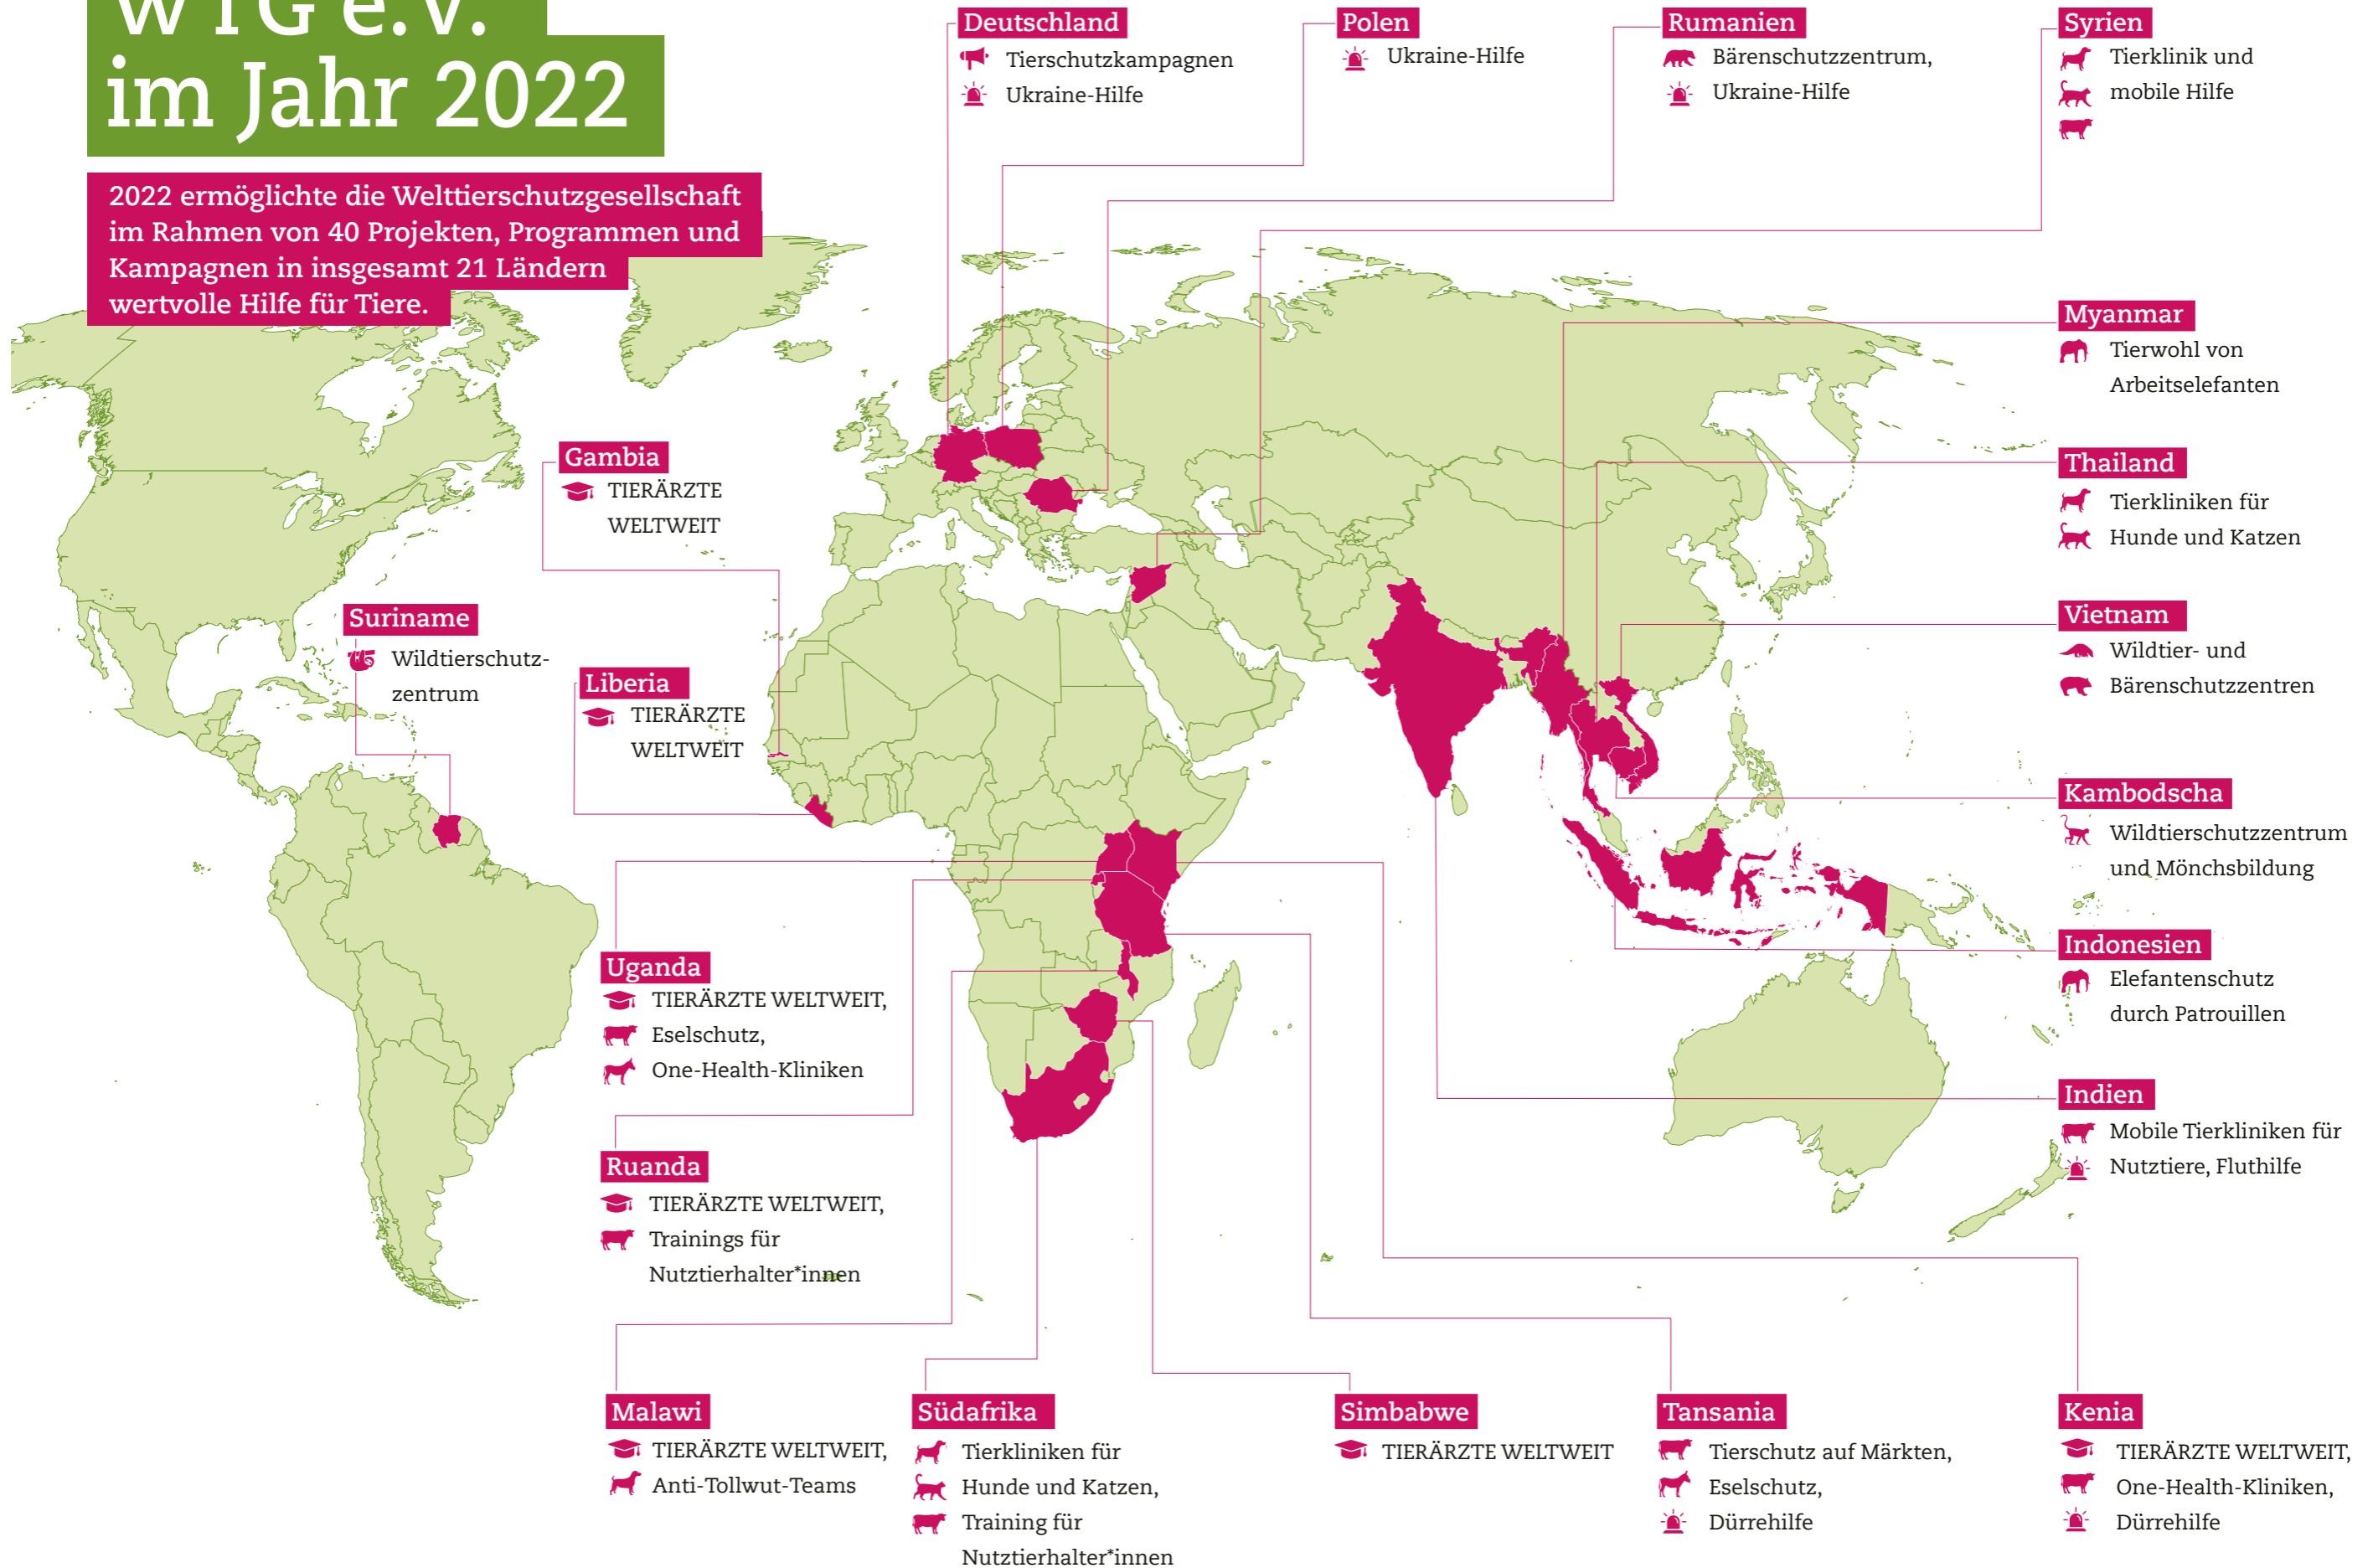 WTG e.V.
im Jahr 2022
2022 ermöglichte die Welttierschutzgesellschaft
im Rahmen von 40 Projekten, Programmen und
Kampagnen in insgesamt 21 Ländern
wertvolle Hilfe für Tiere.
Deutschland
Tierschutzkampagnen
Ukraine-Hilfe
Polen
Ukraine-Hilfe
Rumanien
Bärenschutzzentrum,
Ukraine-Hilfe
Syrien
Tierklinik und
mobile Hilfe
Myanmar
Tierwohl von
Arbeitselefanten
Thailand
Tierkliniken für
Hunde und Katzen
Vietnam
Wildtier- und
Bärenschutzzentren
Kambodscha
Wildtierschutzzentrum
und Mönchsbildung
Indonesien
Elefantenschutz
durch Patrouillen
Indien
Mobile Tierkliniken für
Nutztiere, Fluthilfe
Gambia
TIERÄRZTE
WELTWEIT
Suriname
Wildtierschutz-
zentrum
Liberia
TIERÄRZTE
WELTWEIT
Uganda
TIERÄRZTE WELTWEIT,
Eselschutz,
One-Health-Kliniken
Ruanda
TIERÄRZTE WELTWEIT,
Trainings für
Nutztierhalter*innen
Malawi
TIERÄRZTE WELTWEIT,
Anti-Tollwut-Teams
Südafrika
Tierkliniken für
Hunde und Katzen,
Training für
Nutztierhalter*innen
Simbabwe
TIERÄRZTE WELTWEIT
Tansania
Tierschutz auf Märkten,
Eselschutz,
Dürrehilfe
Kenia
TIERÄRZTE WELTWEIT,
One-Health-Kliniken,
Dürrehilfe